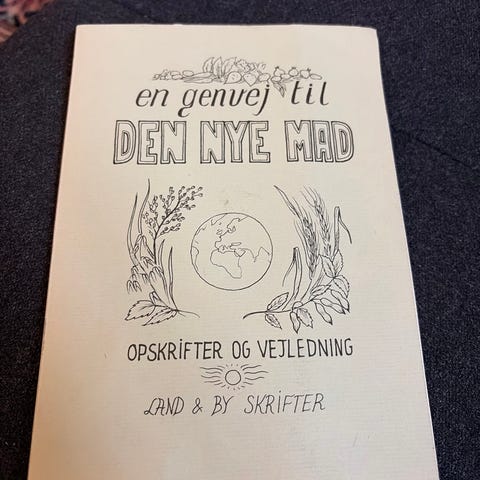 en genvej til
DEN NYE MAD
OPSKRIFTER OG VEJLEDNING
LAND & BY SKRIFTER